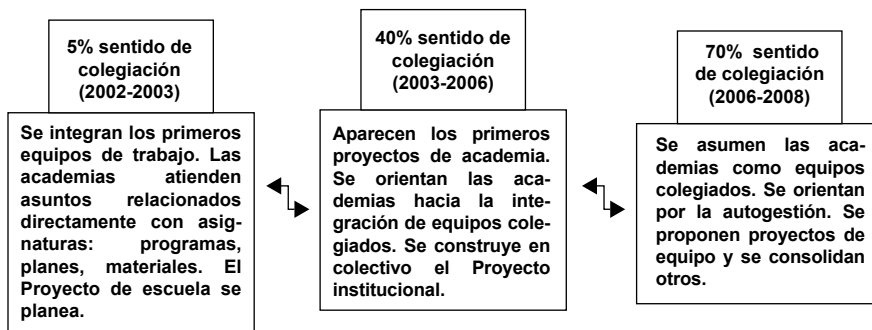 5% sentido de
colegiación
(2002-2003)
Se integran los primeros
equipos de trabajo. Las
academias atienden
asuntos relacionados
directamente con asig-
naturas: programas,
planes, materiales. El
Proyecto de escuela se
planea.
40% sentido de
colegiación
(2003-2006)
Aparecen los primeros
proyectos de academia.
Se orientan las aca-
demias hacia la inte-
gración de equipos cole-
giados. Se construye en
colectivo el Proyecto
institucional.
70% sentido
de colegiación
(2006-2008)
Se asumen las aca-
demias como equipos
colegiados. Se orientan
por la autogestión. Se
proponen proyectos de
equipo y se consolidan
otros.